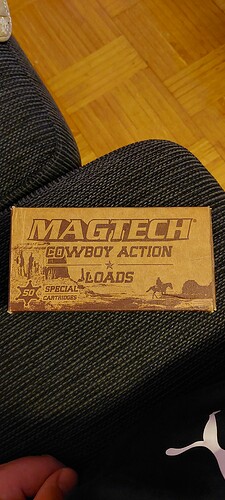 MAGTECH®
COWBOY ACTION
LOADS
50 SPECIAL
CARTRIDGES